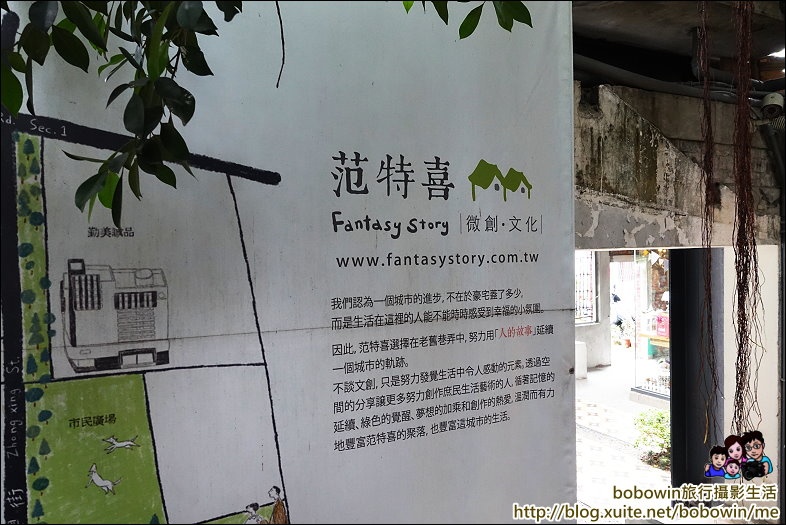 Rd. Sec.1
范特喜
Fantasy Story
微創・文化
www.fantasystory.com.tw
勤美誠品
我們認為一個城市的進步, 不在於豪宅蓋了多少,
而是生活在這裡的人能不能時時感受到幸福的小氛圍。
因此, 范特喜選擇在老舊巷弄中, 努力用「人的故事」延續
一個城市的軌跡。
不談文創, 只是努力發覺生活中令人感動的元素, 透過空
間的分享讓更多努力創作庶民生活藝術的人, 循著記憶的
延續、綠色的覺醒、夢想的加乘和創作的熱愛, 溫潤而有力
地豐富范特喜的聚落, 也豐富這城市的生活。
Zhong xing St.
市民廣場
街
bobowin旅行攝影生活
http://blog.xuite.net/bobowin/me